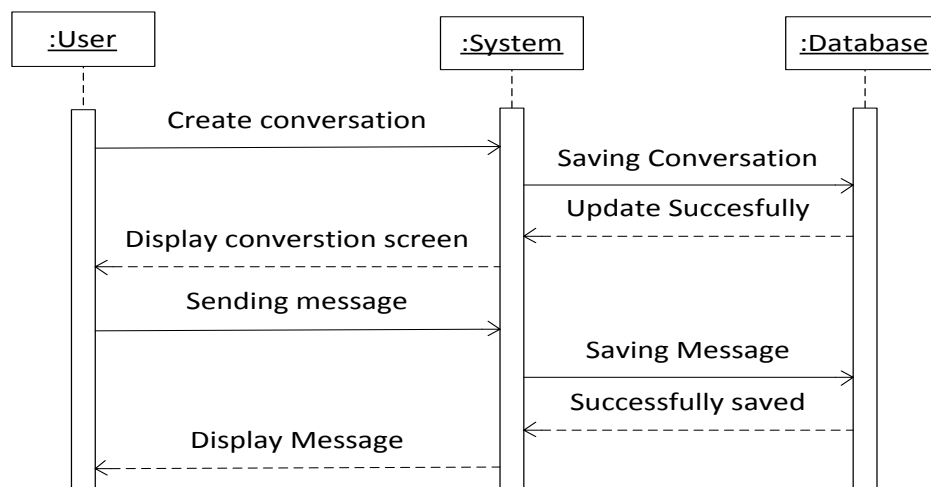 :User
:System
:Database
Create conversation
Saving Conversation
Update Succesfully
Display converstion screen
Sending message
Saving Message
Successfully saved
Display Message